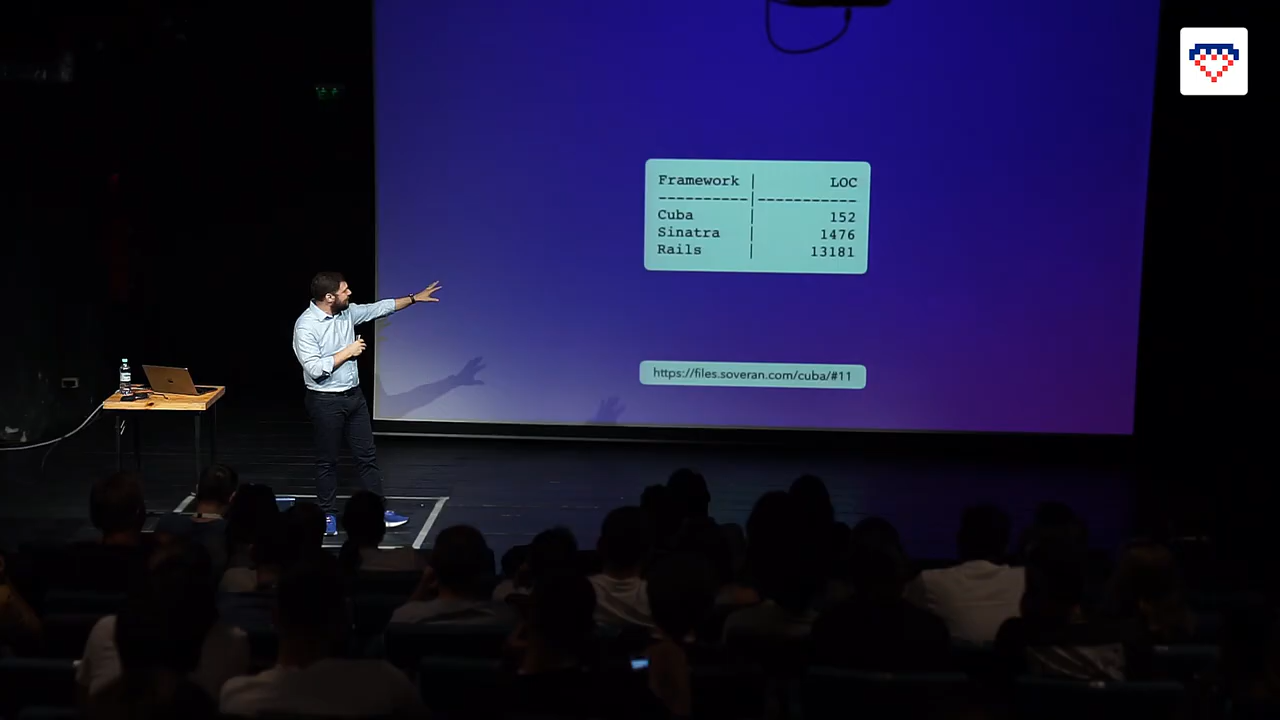 Framework | LOC
----------|-----------
Cuba | 152
Sinatra | 1476
Rails | 13181
https://files.soveran.com/cuba/#11